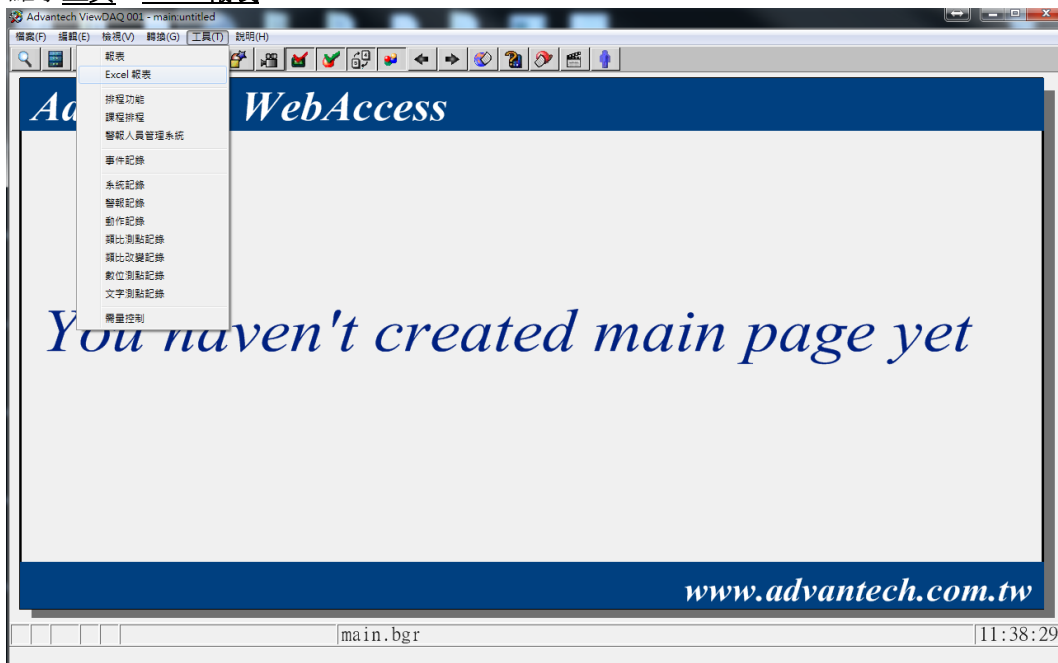 Advantech ViewDAQ 001 - main:untitled
檔案(F) 編輯(E) 檢視(V) 轉換(G) 工具(T) 說明(H)
報表
Excel 報表
排程功能
課程排程
警報人員管理系統
事件記錄
系統記錄
警報記錄
動作記錄
類比測點記錄
類比改變記錄
數位測點記錄
文字測點記錄
需量控制
WebAccess
You haven't created main page yet
www.advantech.com.tw
main.bgr 11:38:29